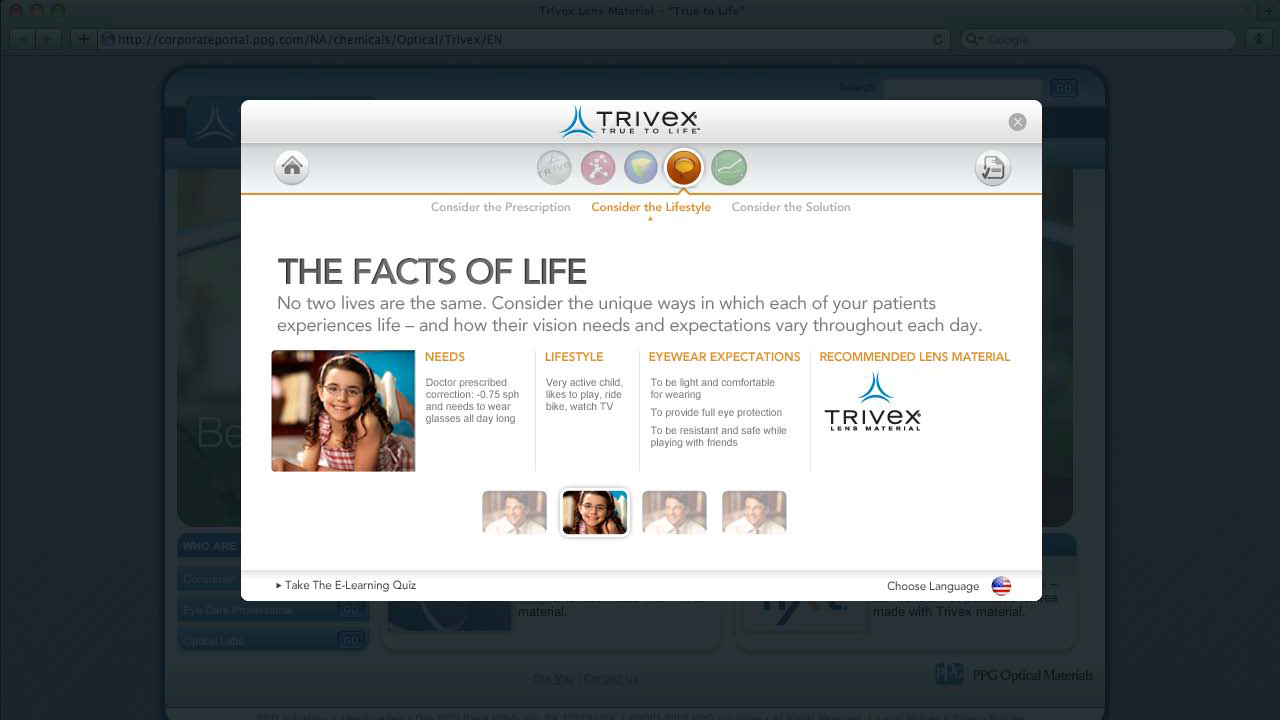 Trivex Lens Material - "True to Life"
http://corporateportal.ppg.com/NA/chemicals/Optical/Trivex/EN
Google
Search
GO
TRIVEX
TRUE TO LIFE™
Consider the Prescription
Consider the Lifestyle
Consider the Solution
THE FACTS OF LIFE
No two lives are the same. Consider the unique ways in which each of your patients
experiences life – and how their vision needs and expectations vary throughout each day.
NEEDS
Doctor prescribed
correction: -0.75 sph
and needs to wear
glasses all day long
LIFESTYLE
Very active child,
likes to play, ride
bike, watch TV
EYEWEAR EXPECTATIONS
To be light and comfortable
for wearing
To provide full eye protection
To be resistant and safe while
playing with friends
RECOMMENDED LENS MATERIAL
TRIVEX
LENS MATERIAL
Be
WHO ARE
Consumer
Eye Care Professional
GO
Optical Labs
GO
Take The E-Learning Quiz
Choose Language
material.
made with Trivex material.
Site Map | Contact Us
PPG PPG Optical Materials